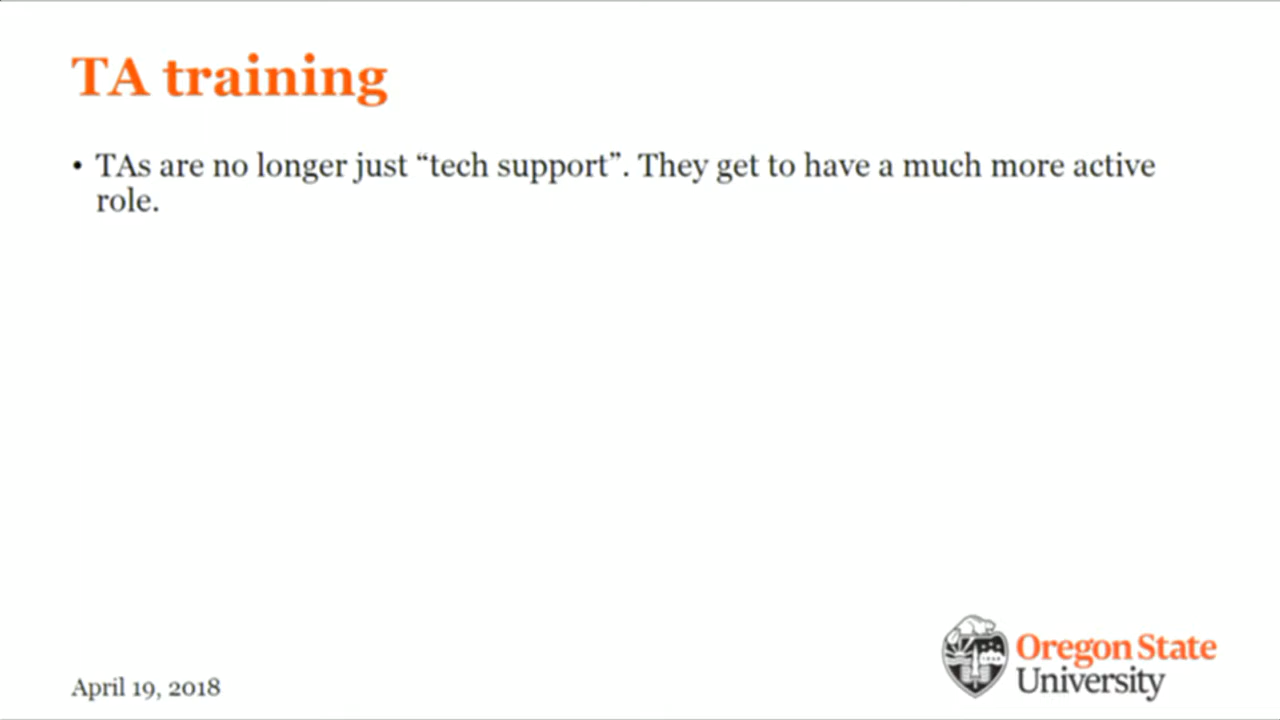 TA training
• TAs are no longer just “tech support”. They get to have a much more active
role.
April 19, 2018
Oregon State
University